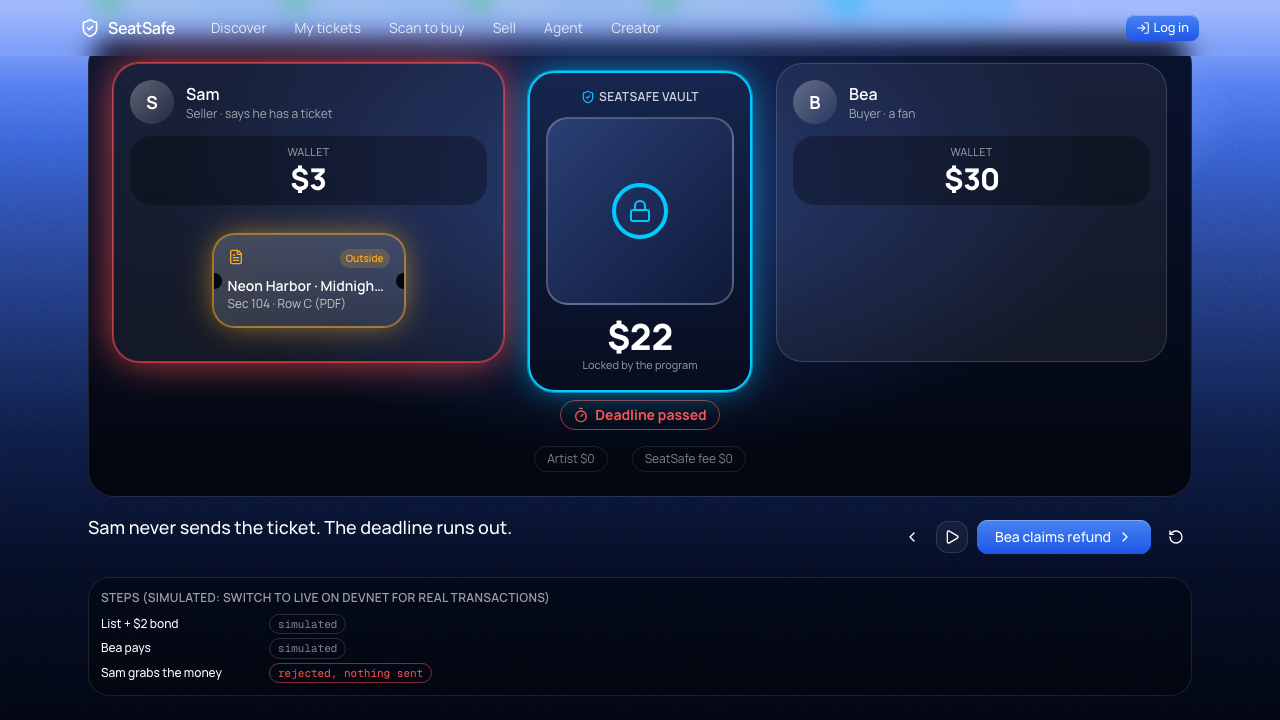 SeatSafe
Discover
My tickets
Scan to buy
Sell
Agent
Creator
Log in
S
Sam
Seller · says he has a ticket
WALLET
$3
Outside
Neon Harbor · Midnigh...
Sec 104 · Row C (PDF)
SEATSAFE VAULT
$22
Locked by the program
B
Bea
Buyer · a fan
WALLET
$30
Deadline passed
Artist $0
SeatSafe fee $0
Sam never sends the ticket. The deadline runs out.
Bea claims refund
STEPS (SIMULATED: SWITCH TO LIVE ON DEVNET FOR REAL TRANSACTIONS)
List + $2 bond simulated
Bea pays simulated
Sam grabs the money rejected, nothing sent